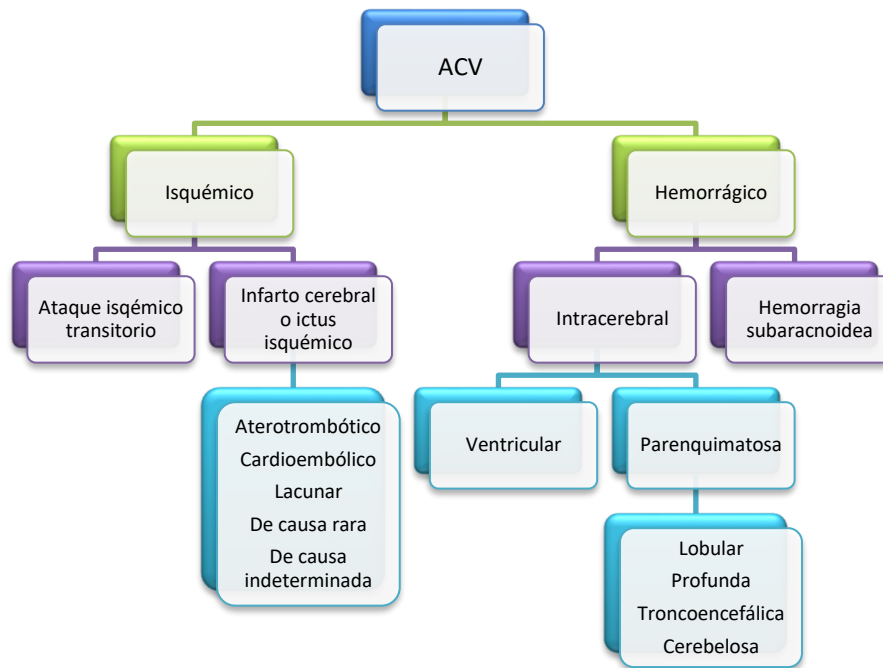 ACV
Isquémico
Hemorrágico
Ataque isqémico
transitorio
Infarto cerebral
o ictus
isquémico
Intracerebral
Hemorragia
subaracnoidea
Aterotrombótico
Cardioembólico
Lacunar
De causa rara
De causa
indeterminada
Ventricular
Parenquimatosa
Lobular
Profunda
Troncoencefálica
Cerebelosa